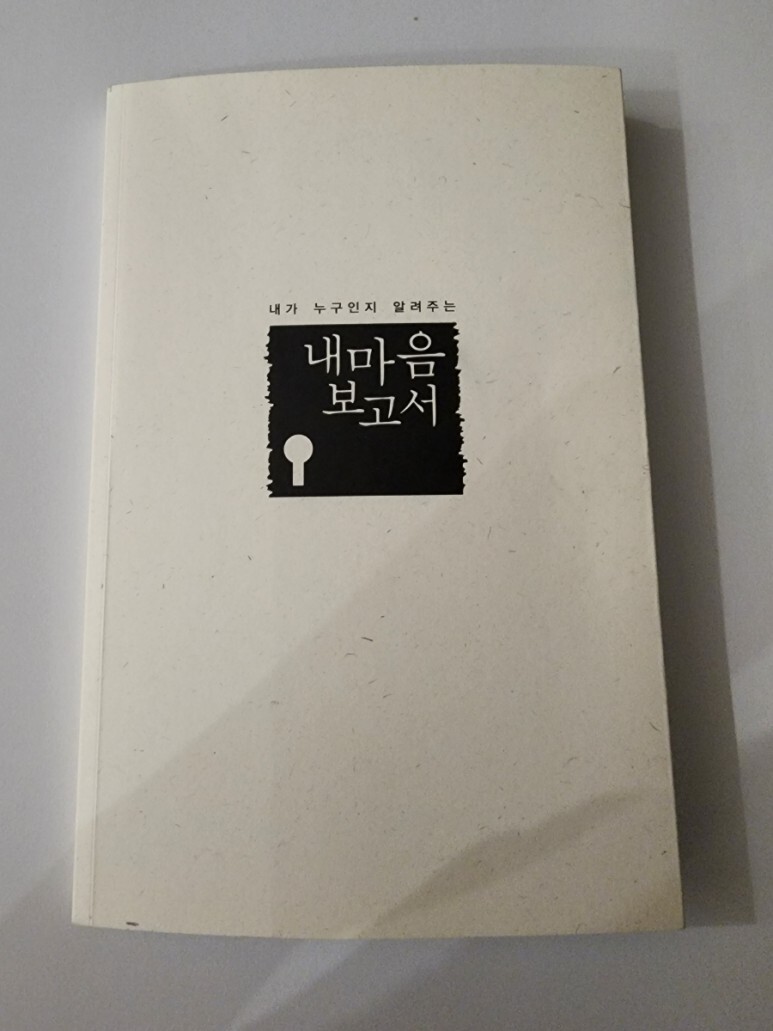 내가 누구인지 알려주는
내마음
보고서